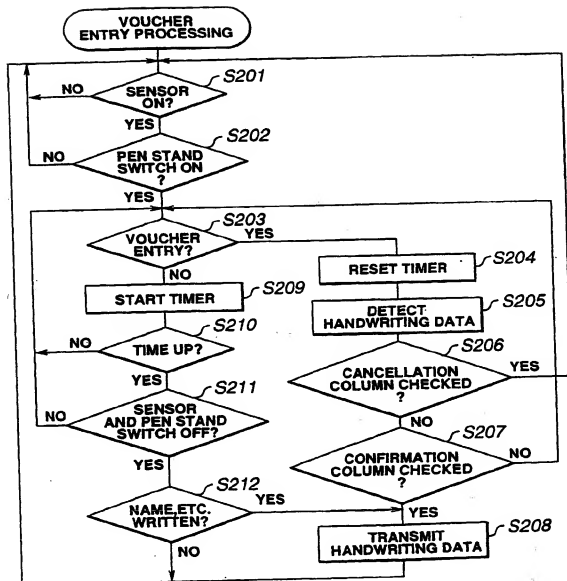 VOUCHER
ENTRY PROCESSING
S201
NO
SENSOR
ON?
YES
S202
NO
PEN STAND
SWITCH ON
?
YES
S203
VOUCHER
ENTRY?
YES
NO
S204
RESET TIMER
S209
START TIMER
S205
DETECT
HANDWRITING DATA
S210
NO
TIME UP?
YES
S206
CANCELLATION
COLUMN CHECKED
?
YES
NO
S211
NO
SENSOR
AND PEN STAND
SWITCH OFF?
YES
S207
CONFIRMATION
COLUMN CHECKED
?
NO
YES
S212
NAME,ETC.
WRITTEN?
YES
NO
S208
TRANSMIT
HANDWRITING DATA